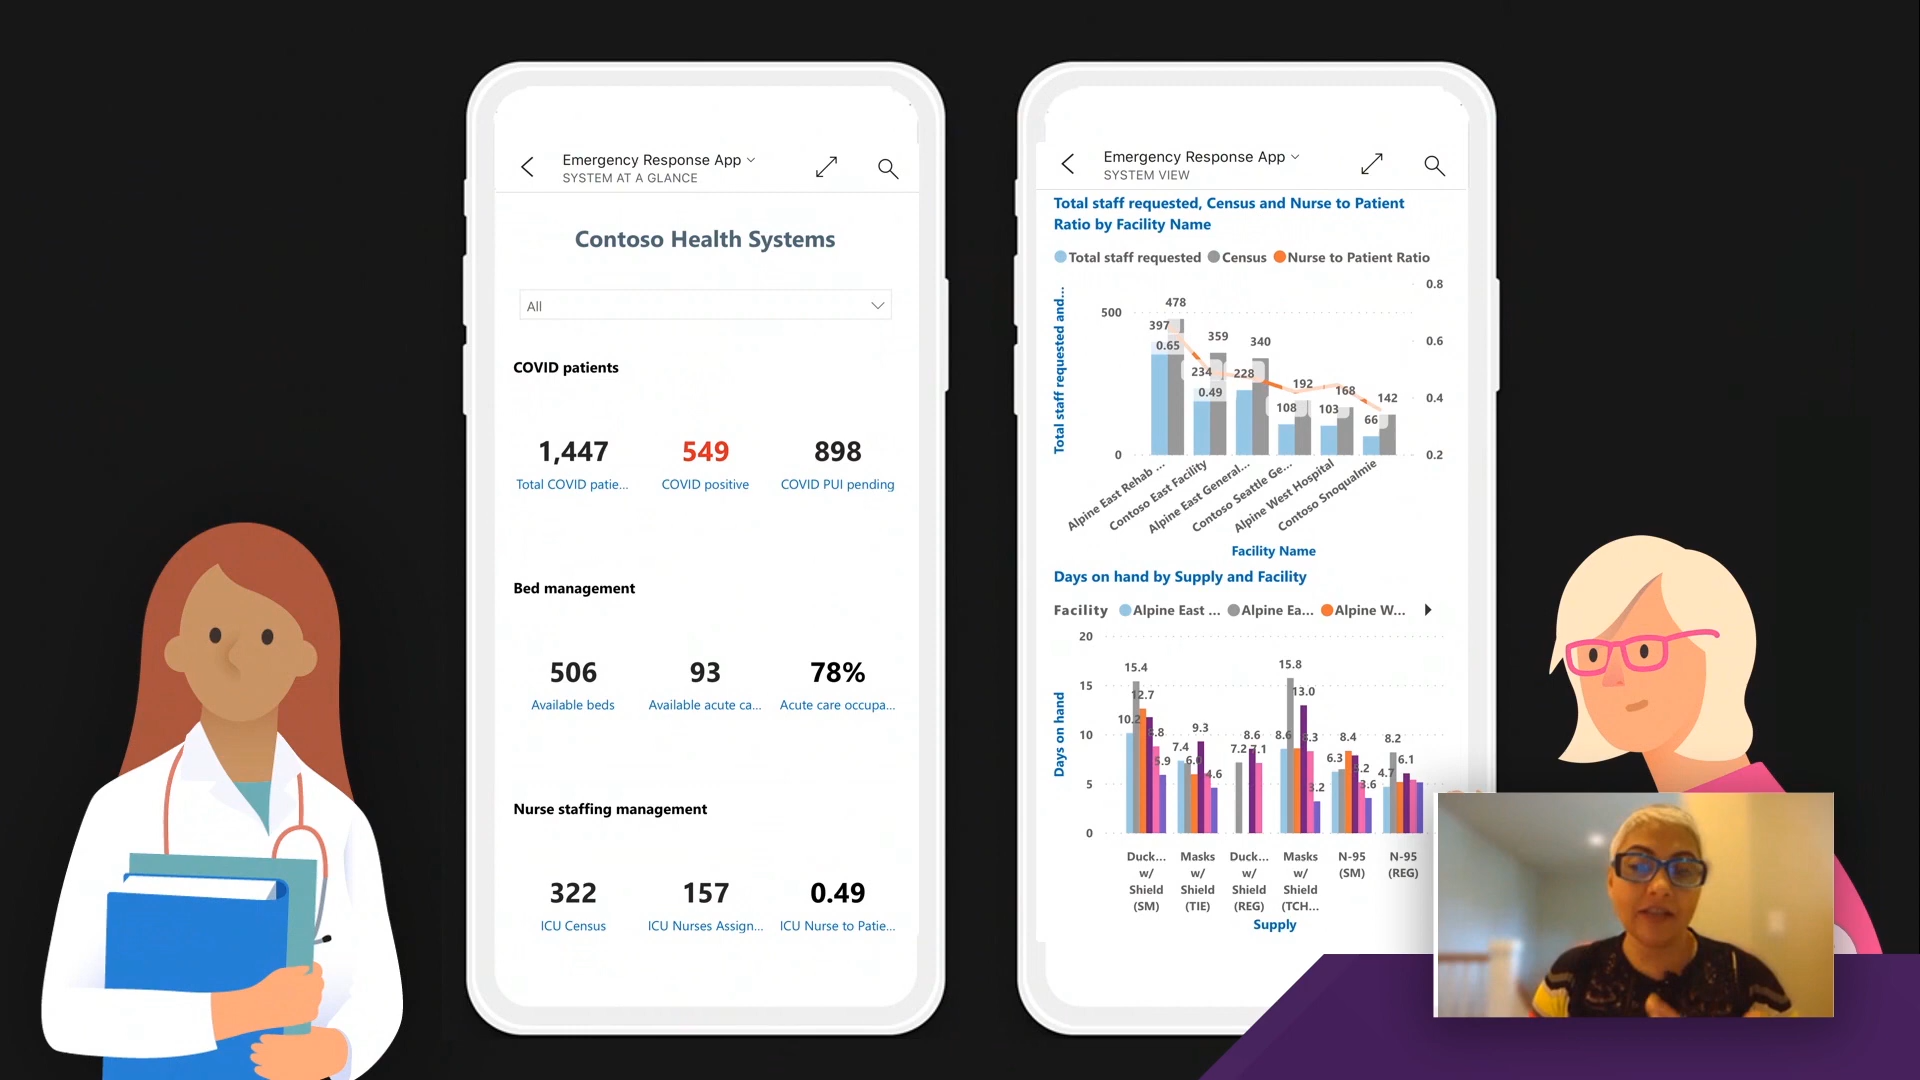 Emergency Response App
SYSTEM AT A GLANCE
Contoso Health Systems
All
COVID patients
1,447
549
898
Total COVID patie...
COVID positive
COVID PUI pending
Bed management
506
93
78%
Available beds
Available acute ca...
Acute care occupa...
Nurse staffing management
322
157
0.49
ICU Census
ICU Nurses Assign...
ICU Nurse to Patie...
Emergency Response App
SYSTEM VIEW
Total staff requested, Census and Nurse to Patient
Ratio by Facility Name
Total staff requested Census Nurse to Patient Ratio
Total staff requested and...
500
0
0.8
0.6
0.4
0.2
478
397
0.65
359
234
0.49
340
228
192
108
168
103
142
66
Alpine East Rehab ...
Contoso East Facility
Alpine East General...
Contoso Seattle Ge...
Alpine West Hospital
Contoso Snoqualmie
Facility Name
Days on hand by Supply and Facility
Facility Alpine East ... Alpine Ea... Alpine W...
Days on hand
20
15
10
5
0
15.4
12.7
10.2
5.9
9.3
7.4
4.6
8.6
7.2
7.1
15.8
13.0
8.6
3.2
8.4
6.3
3.6
8.2
6.1
4.7
Duck...
w/
Shield
(SM)
Masks
w/
Shield
(TIE)
Duck...
w/
Shield
(REG)
Masks
w/
Shield
(TCH...
N-95
(SM)
N-95
(REG)
Supply